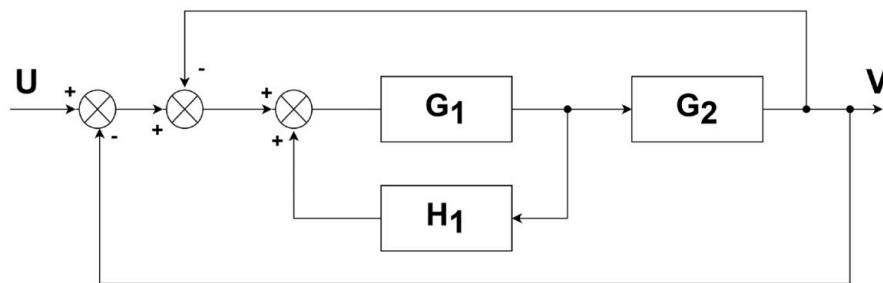 -
U
+
-
+
+
+
G₁
G₂
V
H₁